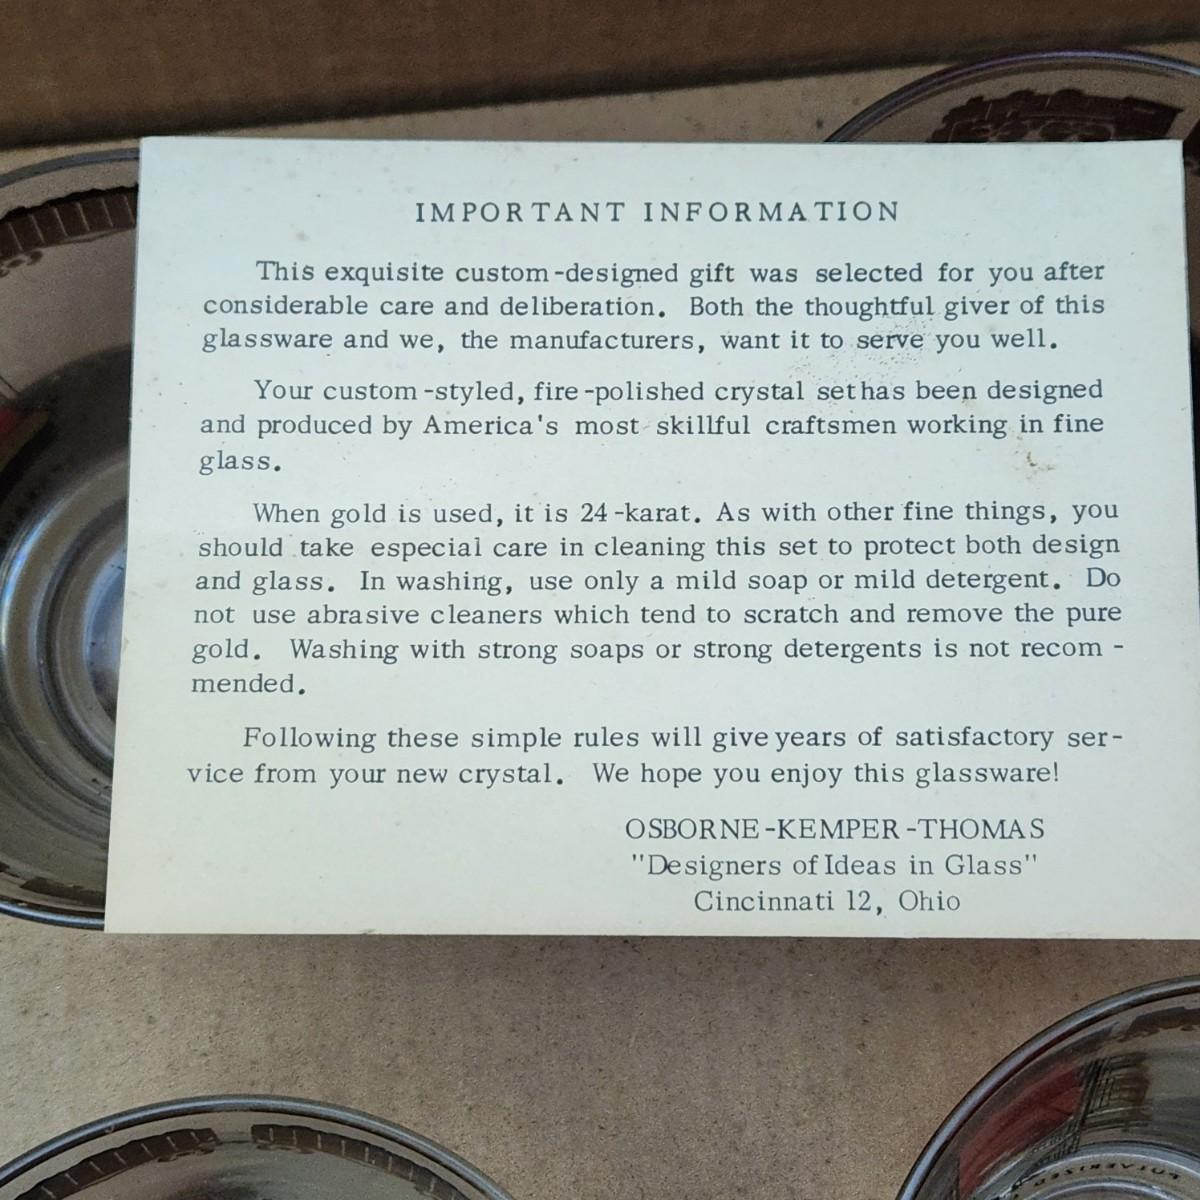 IMPORTANT INFORMATION
This exquisite custom-designed gift was selected for you after
considerable care and deliberation. Both the thoughtful giver of this
glassware and we, the manufacturers, want it to serve you well.
Your custom-styled, fire-polished crystal set has been designed
and produced by America's most skillful craftsmen working in fine
glass.
When gold is used, it is 24-karat. As with other fine things, you
should take especial care in cleaning this set to protect both design
and glass. In washing, use only a mild soap or mild detergent. Do
not use abrasive cleaners which tend to scratch and remove the pure
gold. Washing with strong soaps or strong detergents is not recom-
mended.
Following these simple rules will give years of satisfactory ser-
vice from your new crystal. We hope you enjoy this glassware!
OSBORNE-KEMPER-THOMAS
"Designers of Ideas in Glass"
Cincinnati 12, Ohio
PULVERIZED